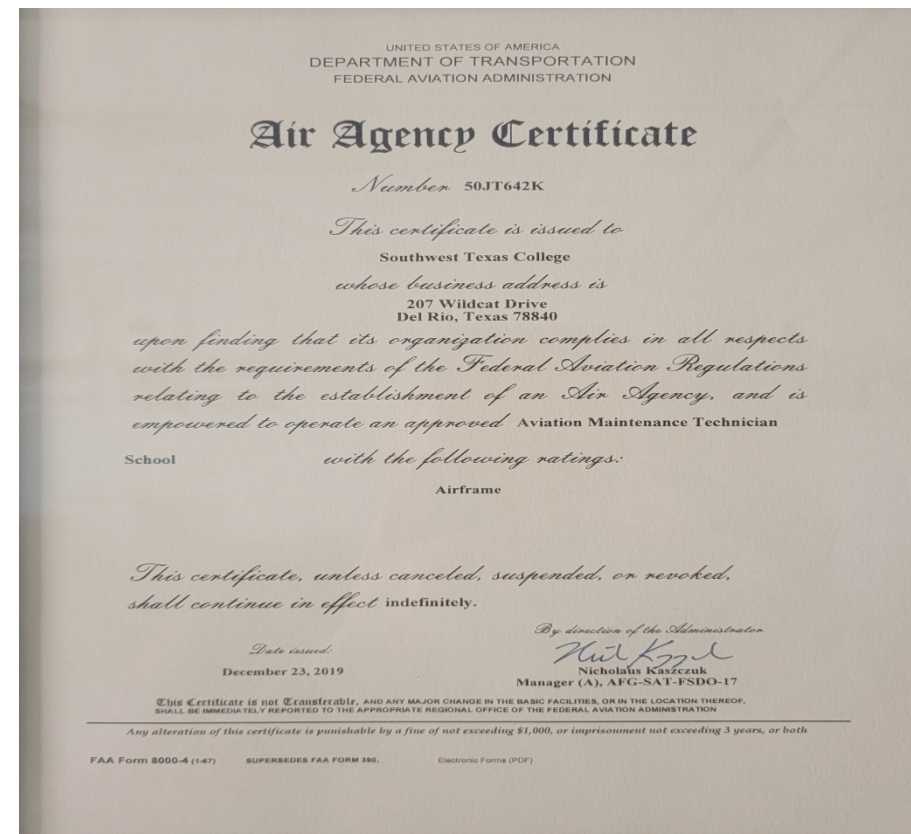 UNITED STATES OF AMERICA
DEPARTMENT OF TRANSPORTATION
FEDERAL AVIATION ADMINISTRATION
Air Agency Certificate
Number 50JT642K
This certificate is issued to
Southwest Texas College
whose business address is
207 Wildcat Drive
Del Rio, Texas 78840
upon finding that its organization complies in all respects
with the requirements of the Federal Aviation Regulations
relating to the establishment of an Air Agency, and is
empowered to operate an approved Aviation Maintenance Technician
School with the following ratings:
Airframe
This certificate, unless canceled, suspended, or revoked,
shall continue in effect indefinitely.
By direction of the Administrator
Date issued:
December 23, 2019
Nicholaus Kaszczuk
Manager (A), AFG-SAT-FSDO-17
This Certificate is not Transferable, AND ANY MAJOR CHANGE IN THE BASIC FACILITIES, OR IN THE LOCATION THEREOF,
SHALL BE IMMEDIATELY REPORTED TO THE APPROPRIATE REGIONAL OFFICE OF THE FEDERAL AVIATION ADMINISTRATION
Any alteration of this certificate is punishable by a fine of not exceeding $1,000, or imprisonment not exceeding 3 years, or both
FAA Form 8000-4 (1-67) SUPERSEDES FAA FORM 390. Electronic Forms (PDF)